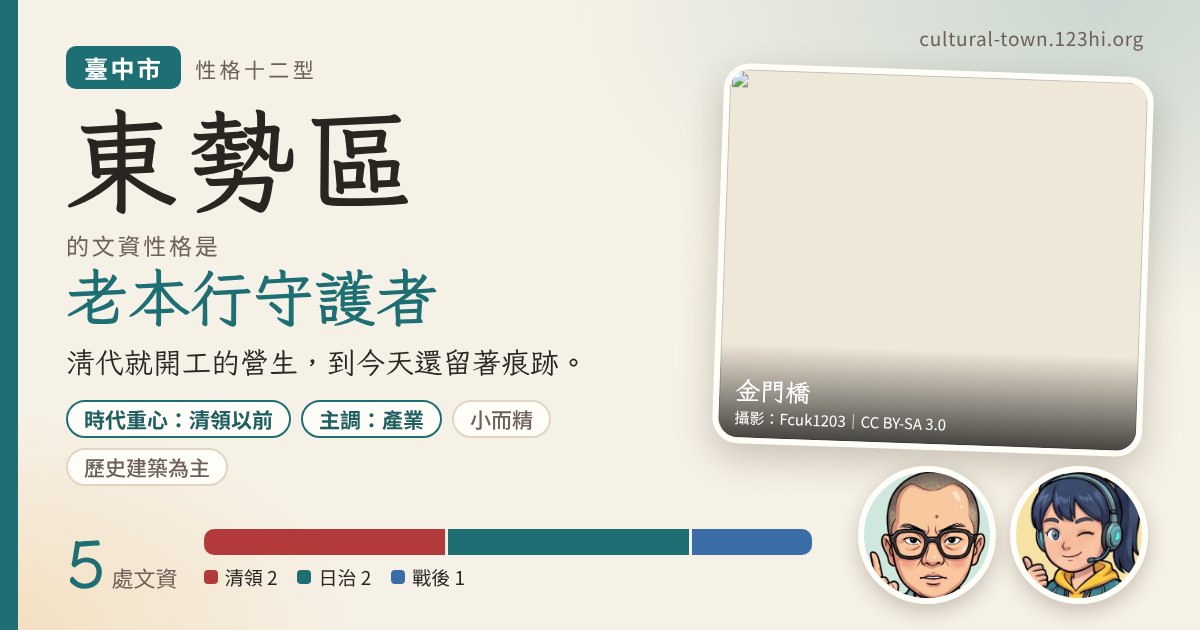 cultural-town.123hi.org
臺中市 性格十二型
東勢區
的文資性格是
老本行守護者
清代就開工的營生，到今天還留著痕跡。
時代重心：清領以前 主調：產業 小而精
歷史建築為主
金門橋
攝影：Fcuk1203｜CC BY-SA 3.0
5 處文資
清領 2 日治 2 戰後 1